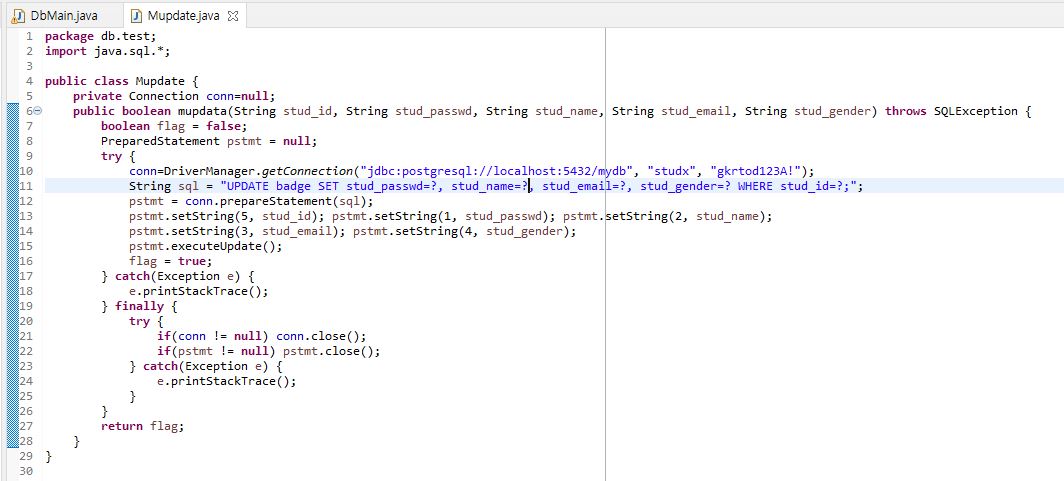 DbMain.java Mupdate.java
1 package db.test;
2 import java.sql.*;
3
4 public class Mupdate {
5     private Connection conn=null;
6     public boolean mupdata(String stud_id, String stud_passwd, String stud_name, String stud_email, String stud_gender) throws SQLException {
7         boolean flag = false;
8         PreparedStatement pstmt = null;
9         try {
10             conn=DriverManager.getConnection("jdbc:postgresql://localhost:5432/mydb", "studx", "gkrtod123A!");
11             String sql = "UPDATE badge SET stud_passwd=?, stud_name=?, stud_email=?, stud_gender=? WHERE stud_id=?;";
12             pstmt = conn.prepareStatement(sql);
13             pstmt.setString(5, stud_id); pstmt.setString(1, stud_passwd); pstmt.setString(2, stud_name);
14             pstmt.setString(3, stud_email); pstmt.setString(4, stud_gender);
15             pstmt.executeUpdate();
16             flag = true;
17         } catch(Exception e) {
18             e.printStackTrace();
19         } finally {
20             try {
21                 if(conn != null) conn.close();
22                 if(pstmt != null) pstmt.close();
23             } catch(Exception e) {
24                 e.printStackTrace();
25             }
26         }
27         return flag;
28     }
29 }
30